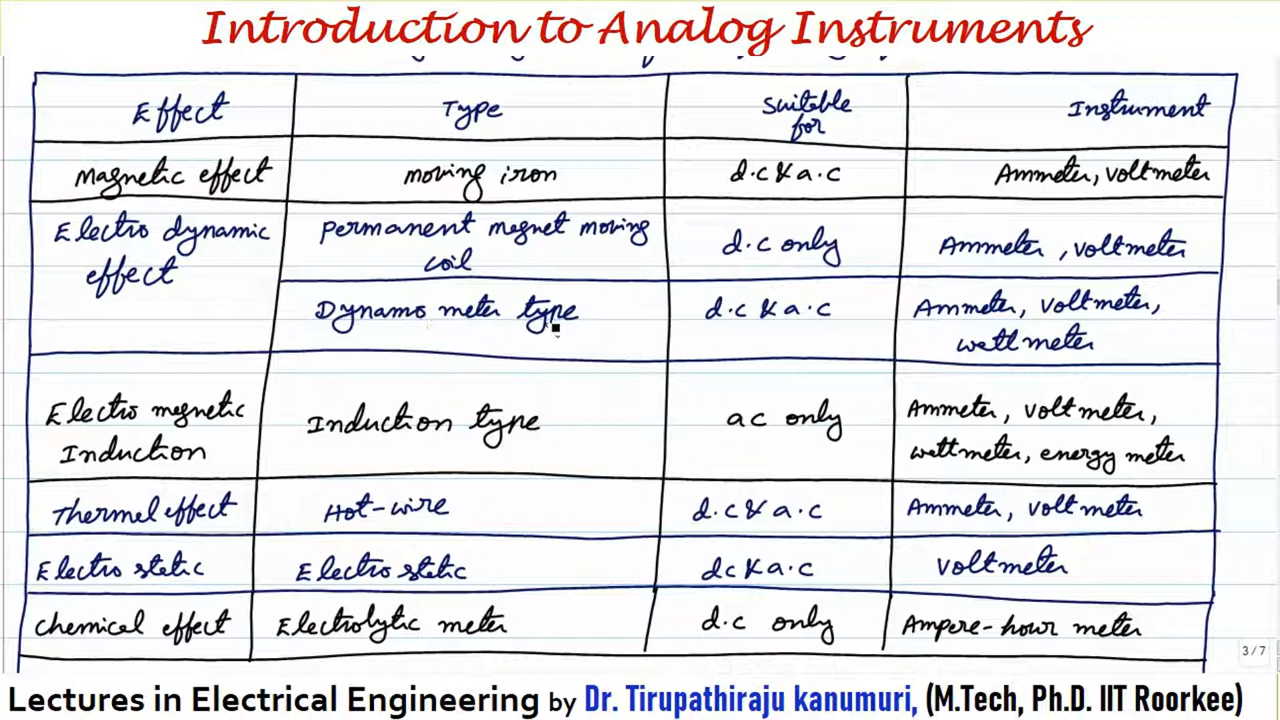 Introduction to Analog Instruments
Effect Type Suitable for Instrument
Magnetic effect moving iron d.c & a.c Ammeter, voltmeter
Electro dynamic effect permanent magnet moving coil d.c only Ammeter, voltmeter
Dynamo meter type d.c & a.c Ammeter, voltmeter, wattmeter
Electro magnetic Induction Induction type ac only Ammeter, voltmeter, wattmeter, energy meter
Thermal effect Hot-wire d.c & a.c Ammeter, voltmeter
Electro static Electro static dc & a.c voltmeter
chemical effect Electrolytic meter d.c only Ampere-hour meter
3 / 7
Lectures in Electrical Engineering by Dr. Tirupathiraju kanumuri, (M.Tech, Ph.D. IIT Roorkee)